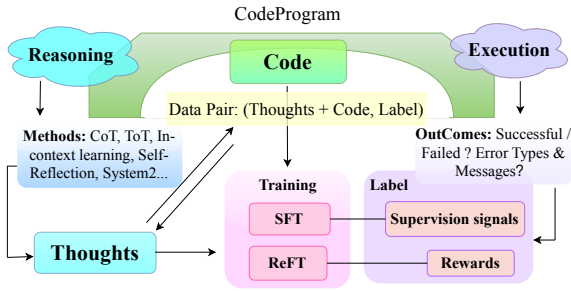 CodeProgram
Reasoning
Code
Execution
Data Pair: (Thoughts + Code, Label)
Methods: CoT, ToT, In-
context learning, Self-
Reflection, System2...
OutComes: Successful /
Failed ? Error Types &
Messages?
Training
Label
SFT
Supervision signals
Thoughts
ReFT
Rewards